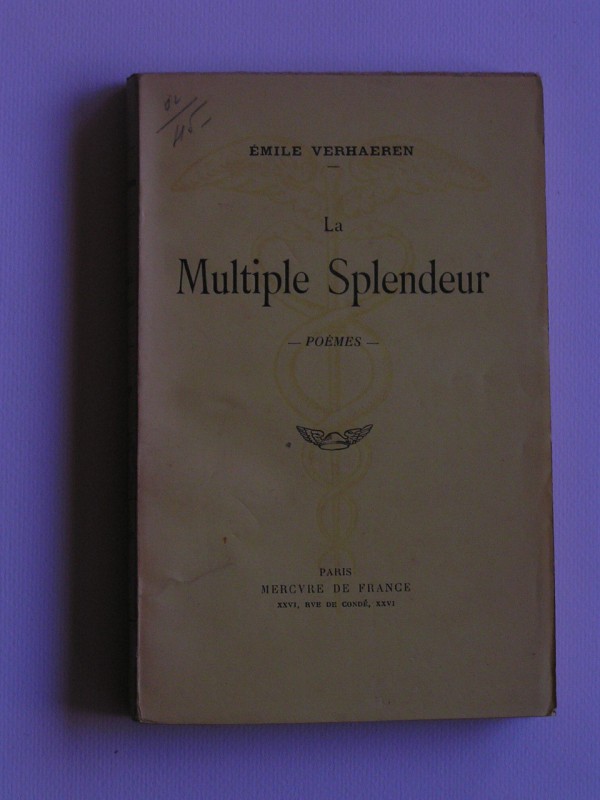 ÉMILE VERHAEREN
La
Multiple Splendeur
— POÈMES —
PARIS
MERCVRE DE FRANCE
XXVI, RVE DE CONDÉ, XXVI